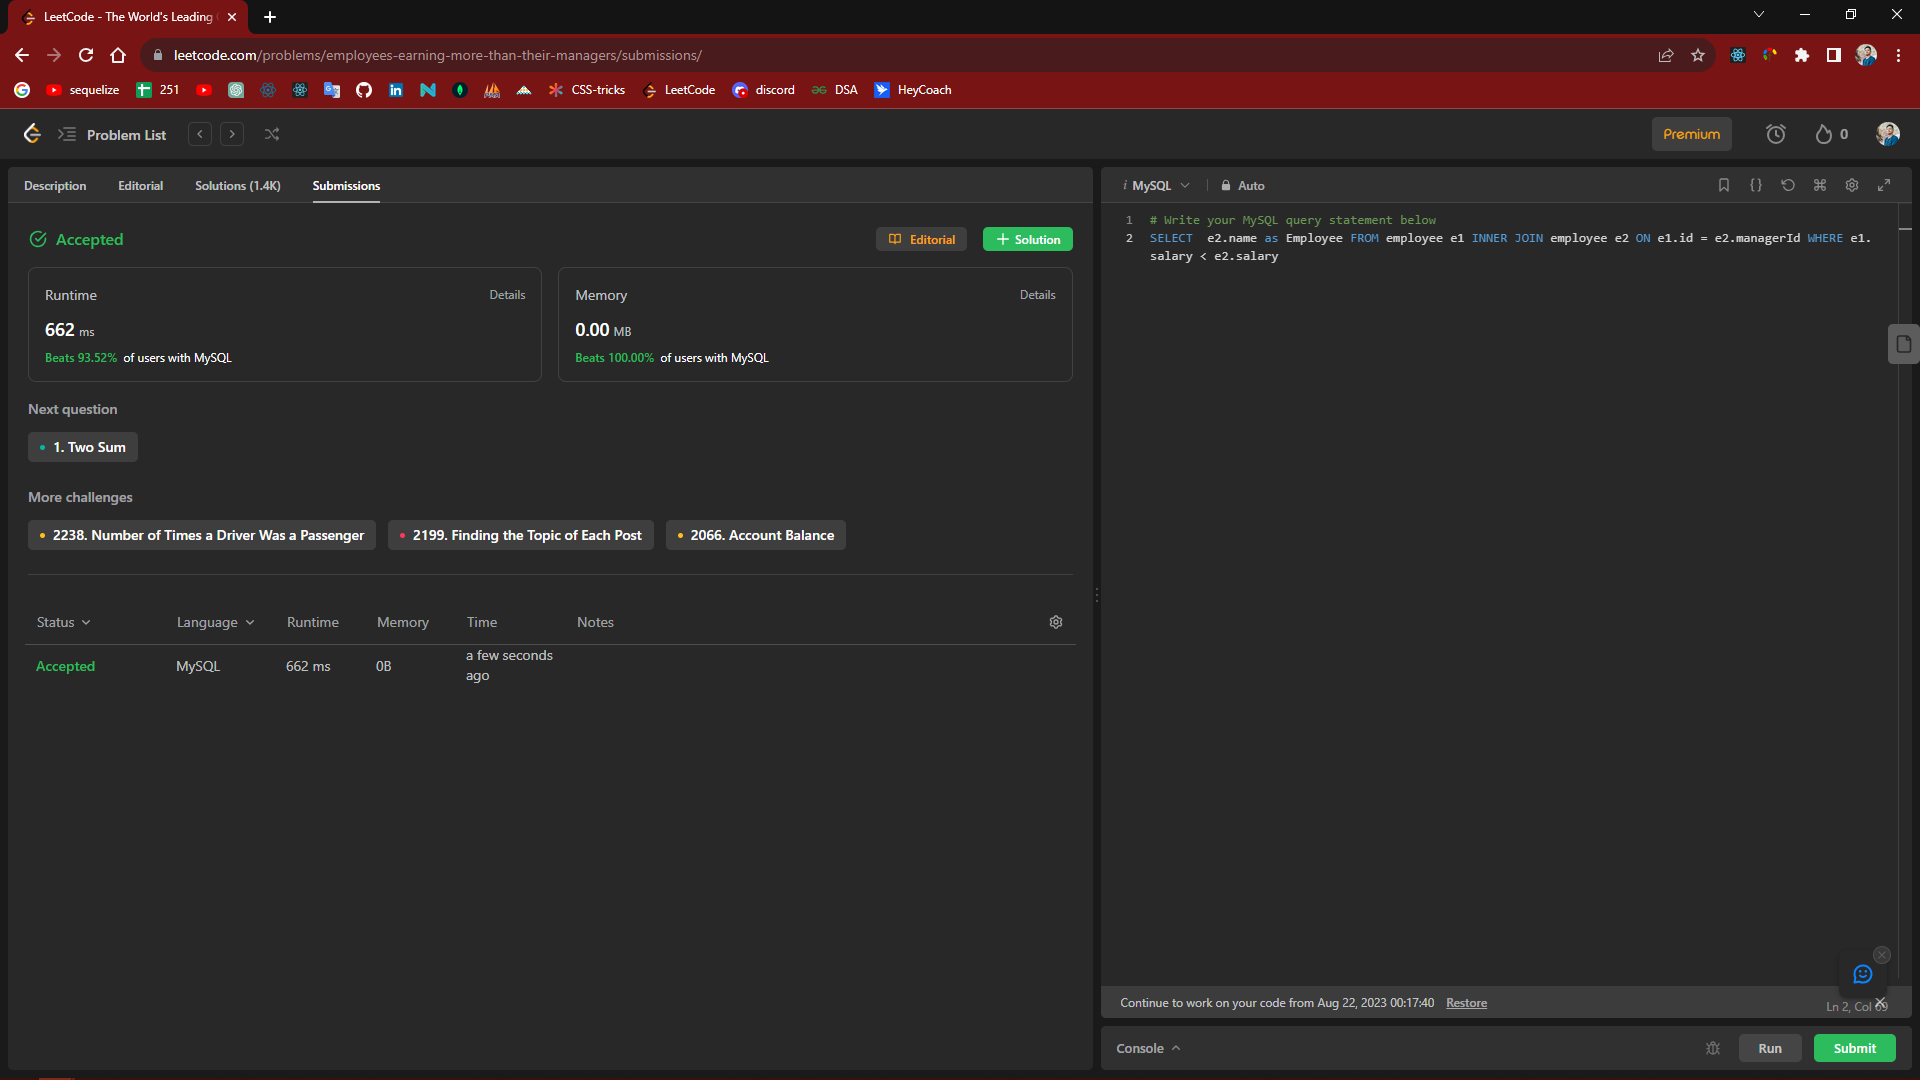 LeetCode - The World's Leading
leetcode.com/problems/employees-earning-more-than-their-managers/submissions/
sequelize
251
CSS-tricks
LeetCode
discord
DSA
HeyCoach
Problem List
Premium
0
Description
Editorial
Solutions (1.4K)
Submissions
Accepted
Editorial
+ Solution
Runtime
Details
662 ms
Beats 93.52% of users with MySQL
Memory
Details
0.00 MB
Beats 100.00% of users with MySQL
Next question
1. Two Sum
More challenges
2238. Number of Times a Driver Was a Passenger
2199. Finding the Topic of Each Post
2066. Account Balance
Status
Language
Runtime
Memory
Time
Notes
Accepted
MySQL
662 ms
0B
a few seconds
ago
i MySQL
Auto
1 # Write your MySQL query statement below
2 SELECT  e2.name as Employee FROM employee e1 INNER JOIN employee e2 ON e1.id = e2.managerId WHERE e1.
salary < e2.salary
Continue to work on your code from Aug 22, 2023 00:17:40 Restore
Ln 2, Col 69
Console
Run
Submit